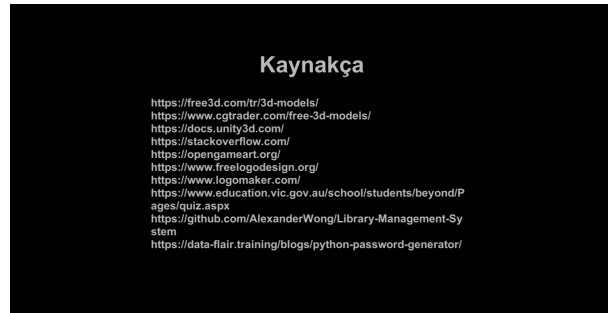 Kaynakça
https://free3d.com/tr/3d-models/
https://www.cgtrader.com/free-3d-models/
https://docs.unity3d.com/
https://stackoverflow.com/
https://opengameart.org/
https://www.freelogodesign.org/
https://www.logomaker.com/
https://www.education.vic.gov.au/school/students/beyond/P
ages/quiz.aspx
https://github.com/AlexanderWong/Library-Management-Sy
stem
https://data-flair.training/blogs/python-password-generator/